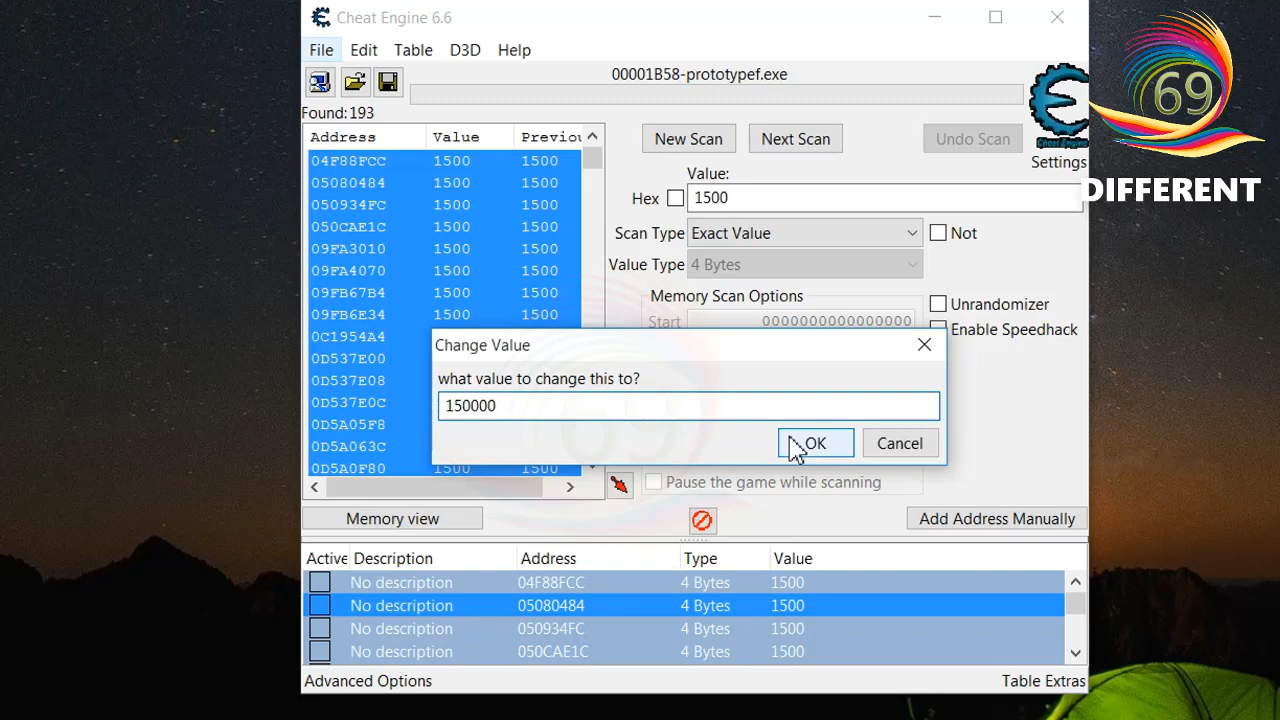 Cheat Engine 6.6
File Edit Table D3D Help
00001B58-prototypef.exe
Found:193
Address Value Previou
04F88FCC 1500 1500
05080484 1500 1500
050934FC 1500 1500
050CAE1C 1500 1500
09FA3010 1500 1500
09FA4070 1500 1500
09FB67B4 1500 1500
09FB6E34 1500 1500
0C1954A4
0D537E00
0D537E08
0D537E0C
0D5A05F8
0D5A063C
0D5A0F80 1500 1500
New Scan Next Scan Undo Scan
Cheat Engine
Settings
Value:
Hex 1500
Scan Type Exact Value Not
Value Type 4 Bytes
Memory Scan Options
Start 0000000000000000
Unrandomizer
Enable Speedhack
Change Value
what value to change this to?
150000
OK Cancel
Pause the game while scanning
Memory view Add Address Manually
Active Description Address Type Value
No description 04F88FCC 4 Bytes 1500
No description 05080484 4 Bytes 1500
No description 050934FC 4 Bytes 1500
No description 050CAE1C 4 Bytes 1500
Advanced Options Table Extras
69
DIFFERENT
69